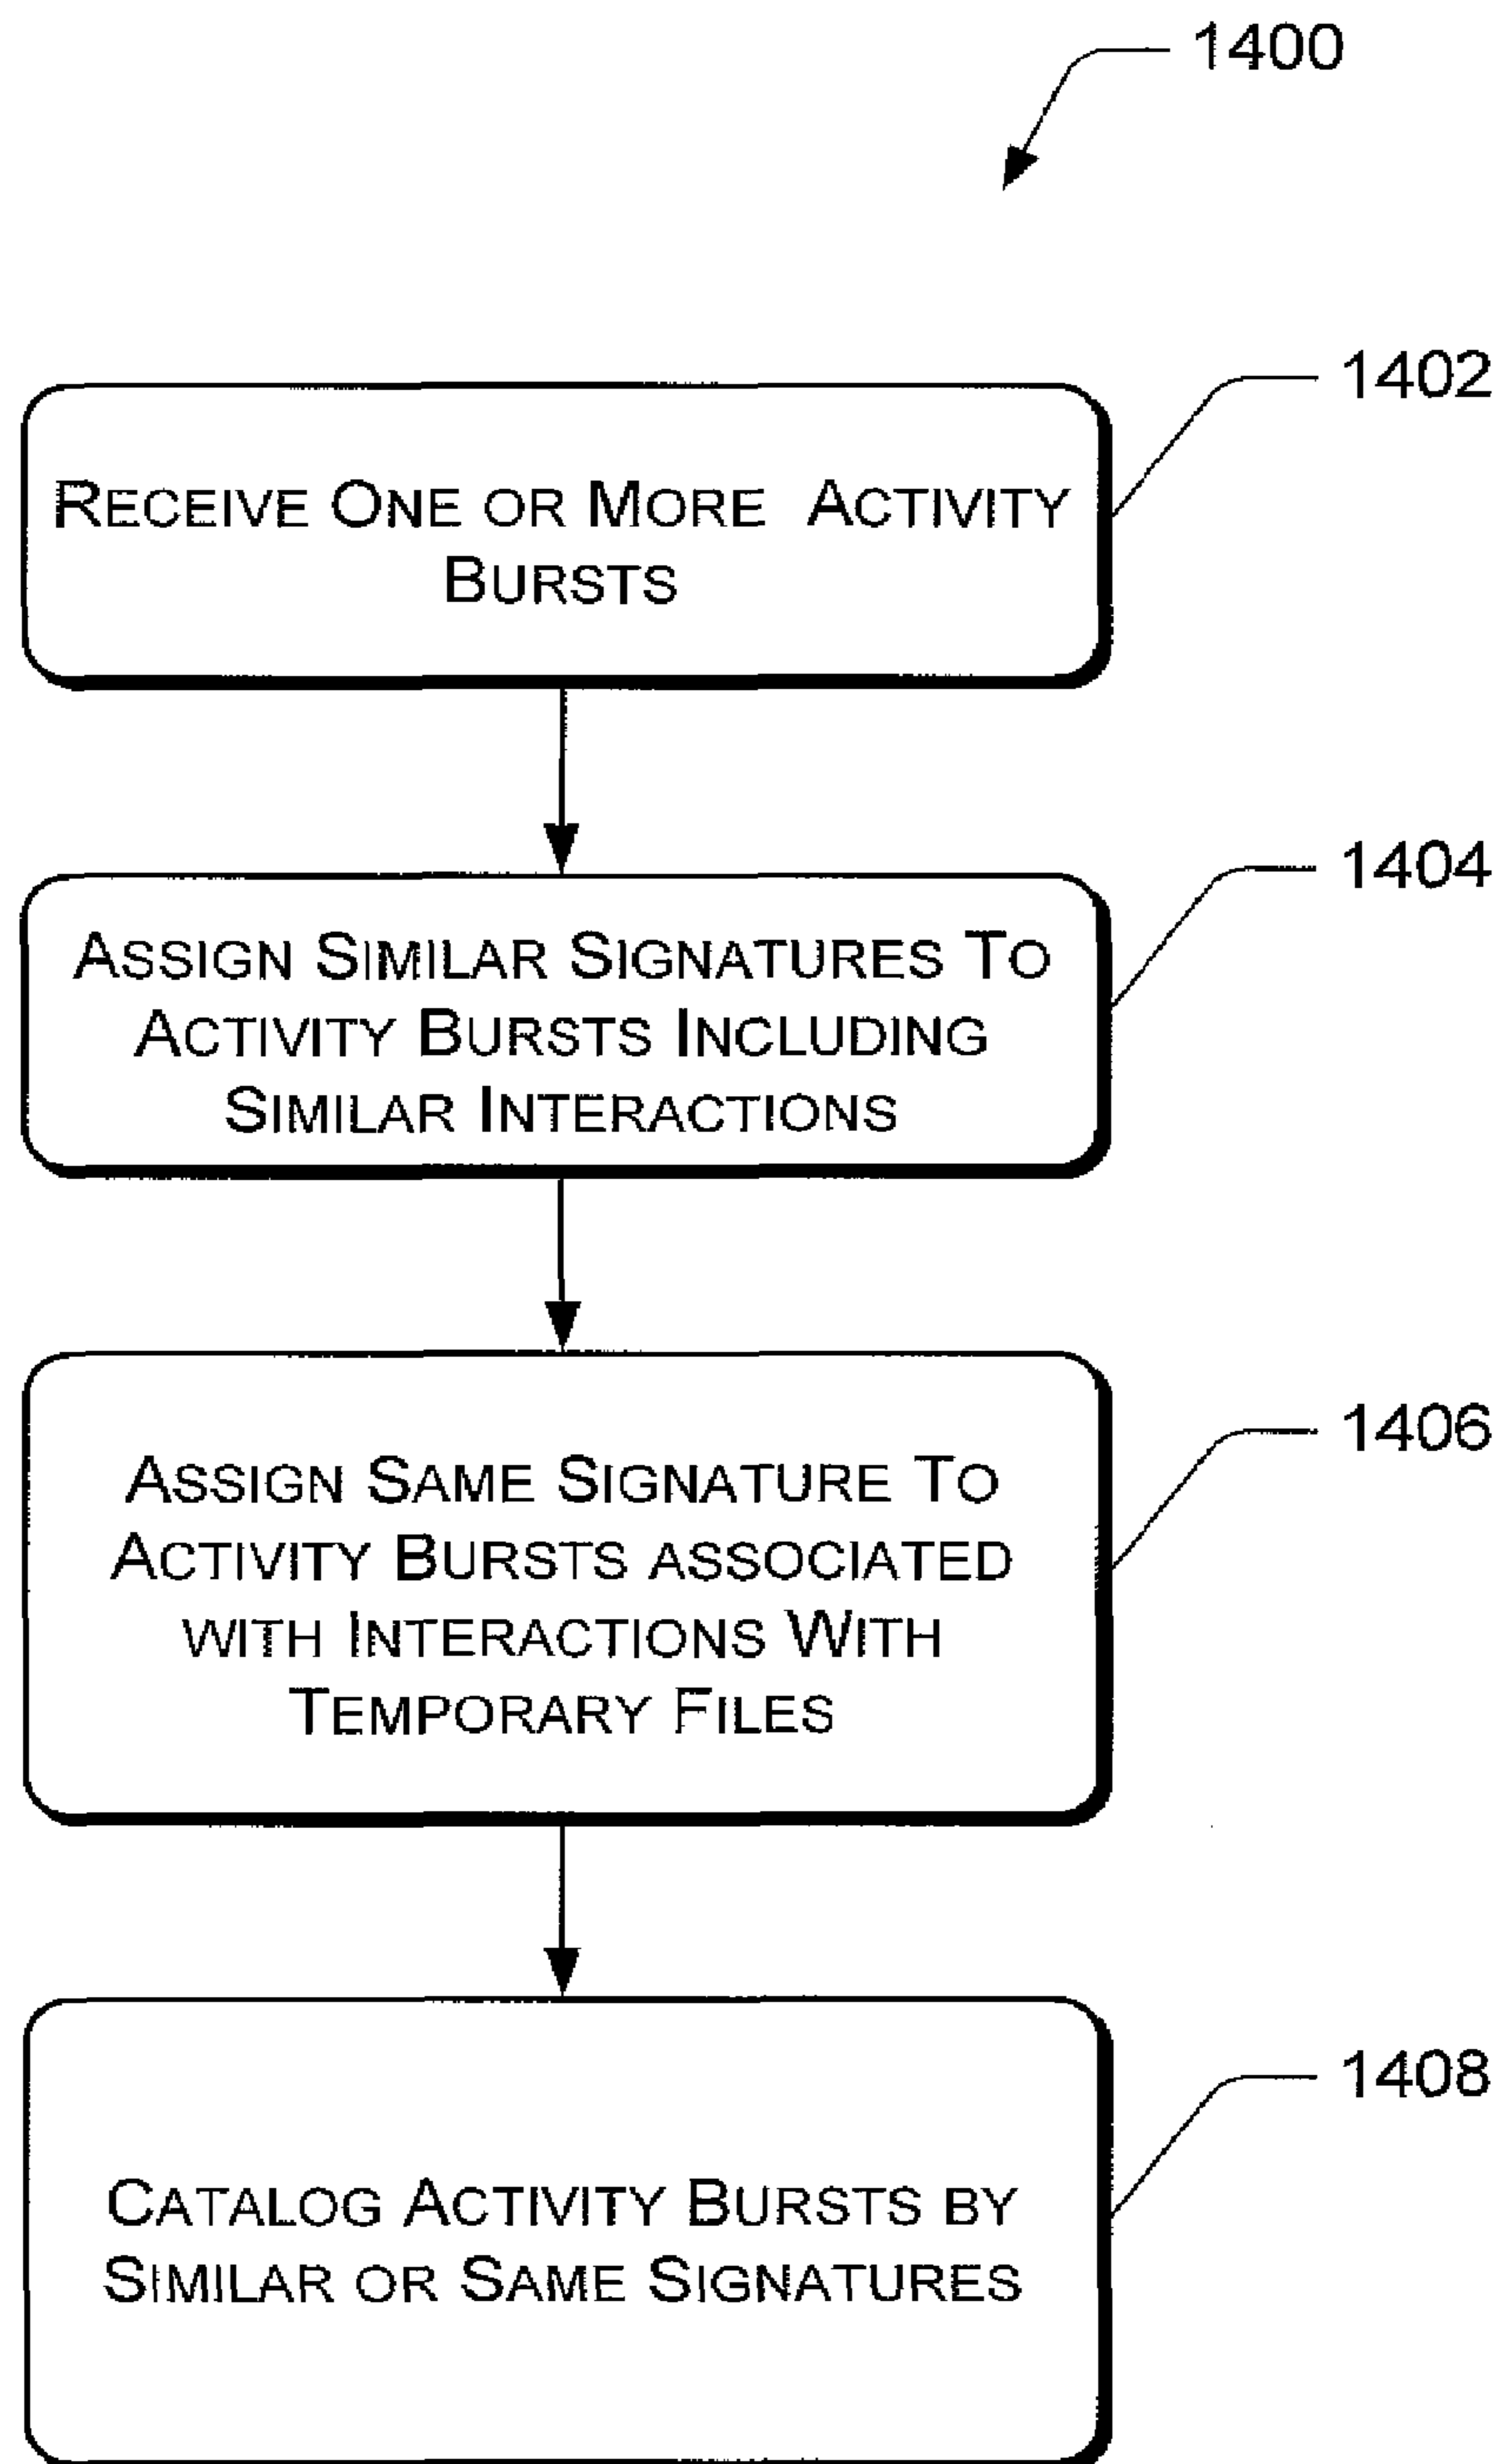 1400
1402
RECEIVE ONE OR MORE ACTIVITY
BURSTS
1404
ASSIGN SIMILAR SIGNATURES TO
ACTIVITY BURSTS INCLUDING
SIMILAR INTERACTIONS
1406
ASSIGN SAME SIGNATURE TO
ACTIVITY BURSTS ASSOCIATED
WITH INTERACTIONS WITH
TEMPORARY FILES
1408
CATALOG ACTIVITY BURSTS BY
SIMILAR OR SAME SIGNATURES